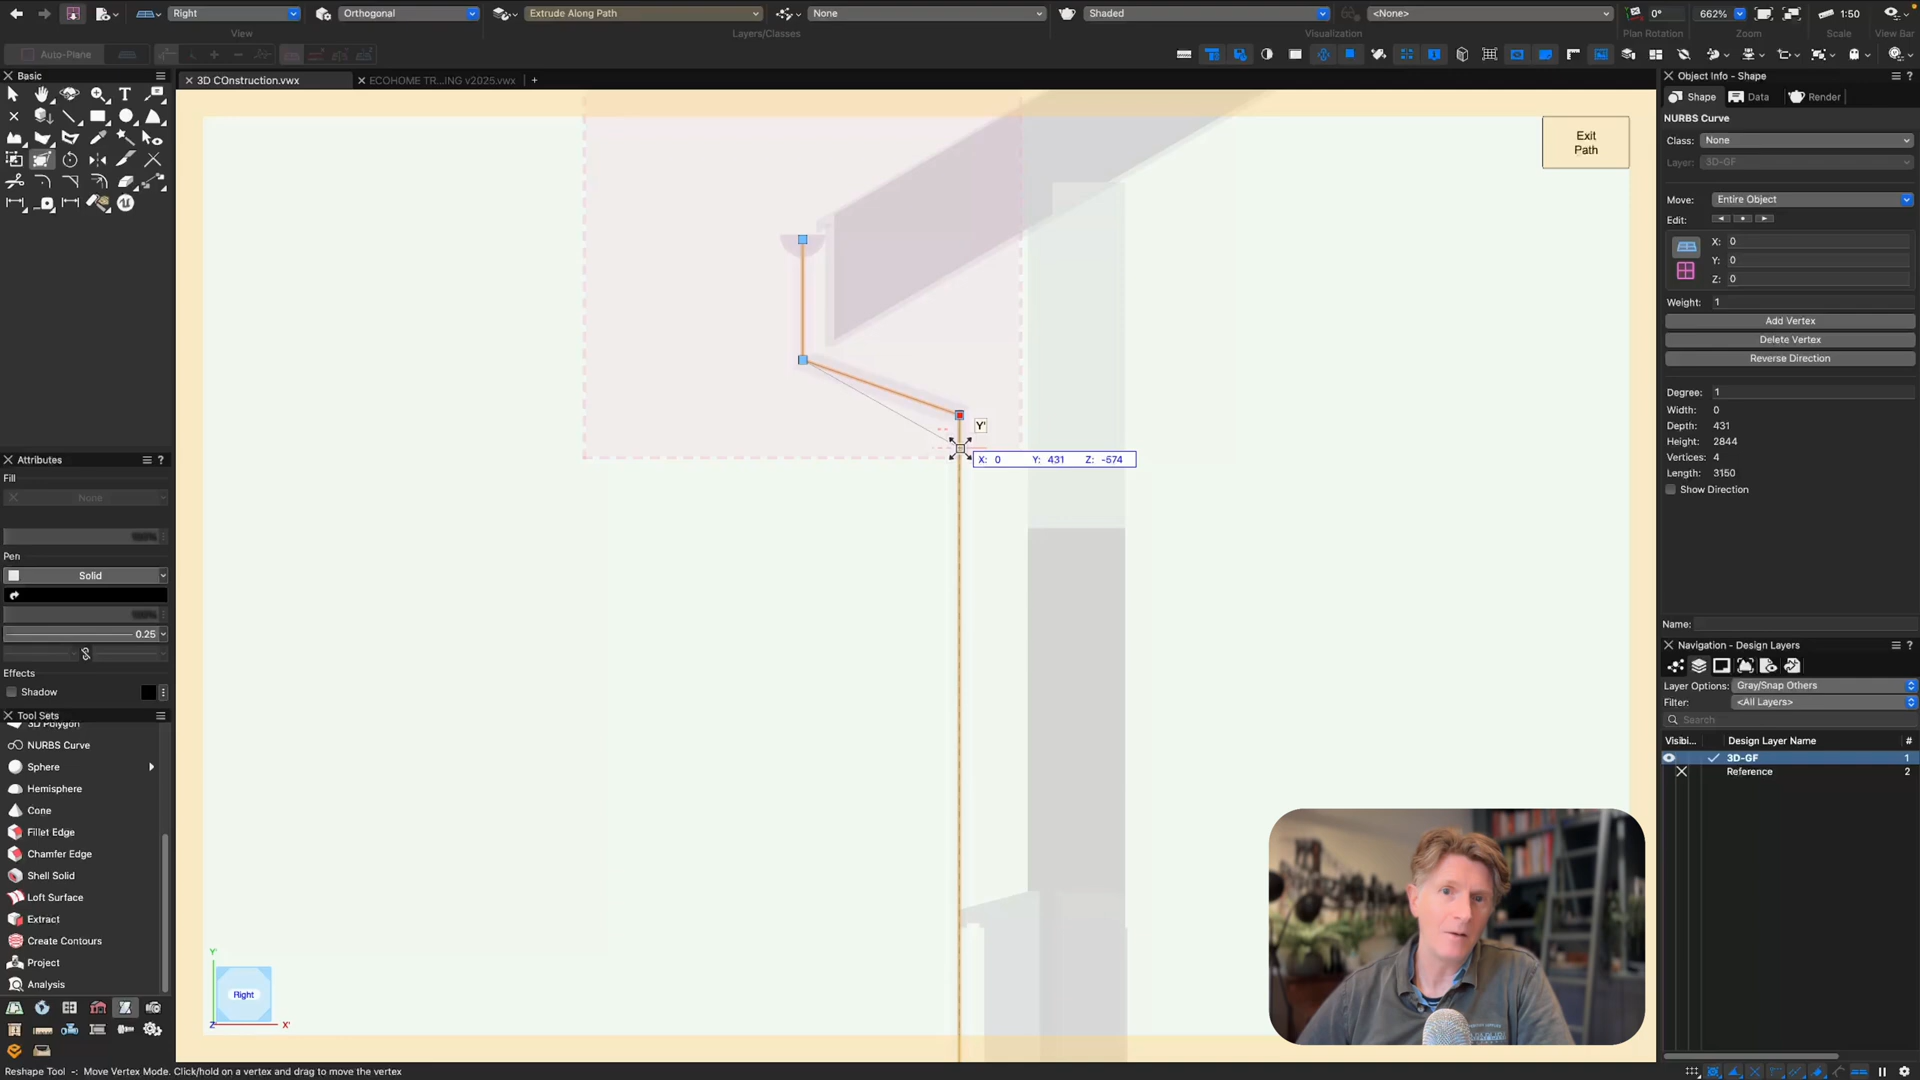 Right
Orthogonal
Extrude Along Path
None
Shaded
<None>
0°
662%
1:50
View
Layers/Classes
Visualization
Plan Rotation
Zoom
Scale
View Bar
Auto-Plane
Basic
3D COnstruction.vwx
ECOHOME TR...ING v2025.vwx
Object Info - Shape
Shape
Data
Render
NURBS Curve
Class:
None
Layer:
3D-GF
Move:
Entire Object
Edit:
X:
0
Y:
0
Z:
0
Weight:
1
Add Vertex
Delete Vertex
Reverse Direction
Degree:
1
Width:
0
Depth:
431
Height:
2844
Vertices:
4
Length:
3150
Show Direction
Exit
Path
Y'
X: 0 Y: 431 Z: -574
Attributes
Fill
None
100%
Pen
Solid
100%
0.25
Effects
Shadow
Tool Sets
3D Polygon
NURBS Curve
Sphere
Hemisphere
Cone
Fillet Edge
Chamfer Edge
Shell Solid
Loft Surface
Extract
Create Contours
Project
Analysis
Y'
Right
Z'
X'
Name:
Navigation - Design Layers
Layer Options:
Gray/Snap Others
Filter:
<All Layers>
Search
Visibi...
Design Layer Name
#
3D-GF
1
Reference
2
Reshape Tool -: Move Vertex Mode. Click/hold on a vertex and drag to move the vertex